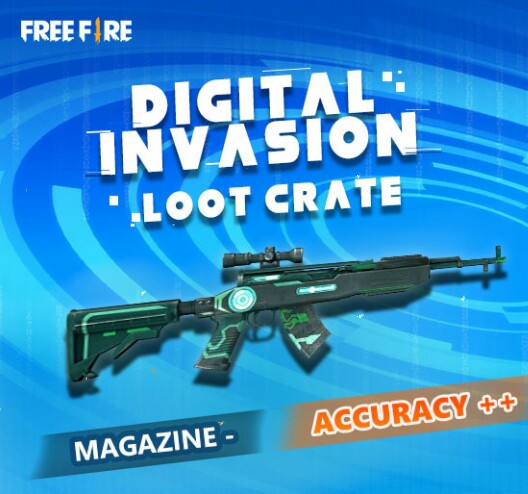 FREE FIRE
DIGITAL
INVASION
LOOT CRATE
MAGAZINE -
ACCURACY ++